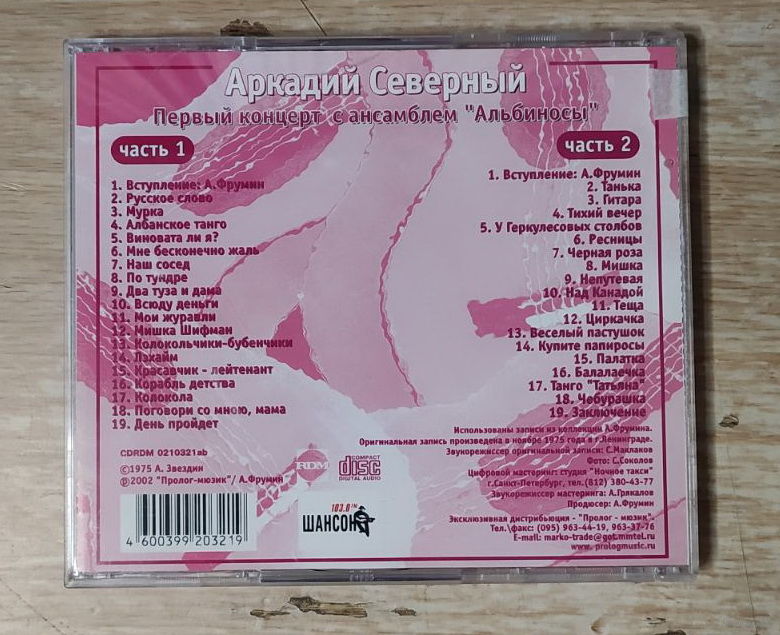 Аркадий Северный
Первый концерт с ансамблем "Альбиносы"
часть 1
1. Вступление: А.Фрумин
2. Русское слово
3. Мурка
4. Албанское танго
5. Виновата ли я?
6. Мне бесконечно жаль
7. Наш сосед
8. По тундре
9. Два туза и дама
10. Всюду деньги
11. Мои журавли
12. Мишка Шифман
13. Колокольчики-бубенчики
14. Лэхайм
15. Красавчик - лейтенант
16. Корабль детства
17. Колокола
18. Поговори со мною, мама
19. День пройдет
часть 2
1. Вступление: А.Фрумин
2. Танька
3. Гитара
4. Тихий вечер
5. У Геркулесовых столбов
6. Ресницы
7. Черная роза
8. Мишка
9. Непутевая
10. Над Канадой
11. Теща
12. Циркачка
13. Веселый пастушок
14. Купите папиросы
15. Палатка
16. Балалаечка
17. Танго "Татьяна"
18. Чебурашка
19. Заключение
CDRDM 0210321ab
©1975 А. Звездин
℗2002 "Пролог-мюзик"/ А.Фрумин
4 600399 203219
RDM
COMPACT
disc
DIGITAL AUDIO
103.0 FM
ШАНСОН
Использованы записи из коллекции А.Фрумина.
Оригинальная запись произведена в ноябре 1975 года в г.Ленинграде.
Звукорежиссер оригинальной записи: С.Маклаков
Фото: С.Соколов
Цифровой мастеринг: студия "Ночное такси"
г.Санкт-Петербург, тел.(812) 380-43-77
Звукорежиссер мастеринга: А.Грякалов
Продюсер: А.Фрумин
Эксклюзивная дистрибьюция - "Пролог - мюзик".
Тел.\факс: (095) 963-44-19, 963-37-76
E-mail: marko-trade@got.mmtel.ru
www.prologmusic.ru